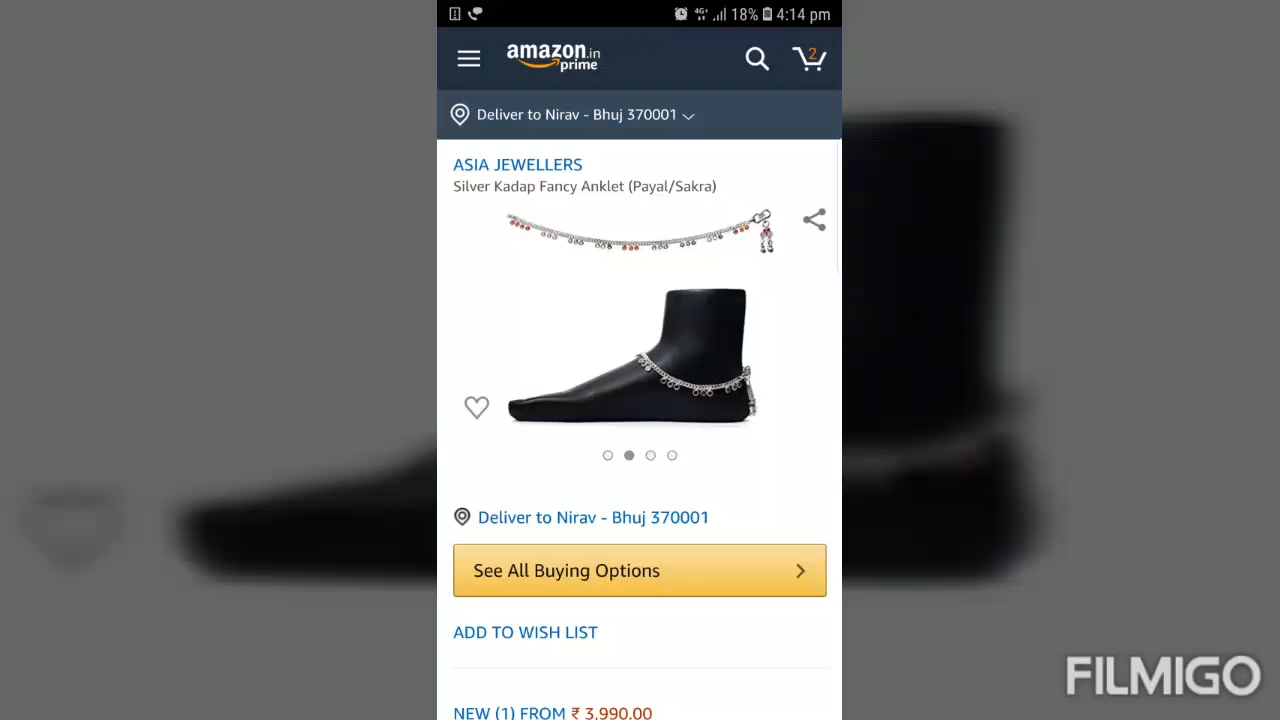 4G+ 18% 4:14 pm
amazon.in
prime
2
Deliver to Nirav - Bhuj 370001
ASIA JEWELLERS
Silver Kadap Fancy Anklet (Payal/Sakra)
Deliver to Nirav - Bhuj 370001
See All Buying Options
ADD TO WISH LIST
NEW (1) FROM ₹ 3,990.00
FILMIGO